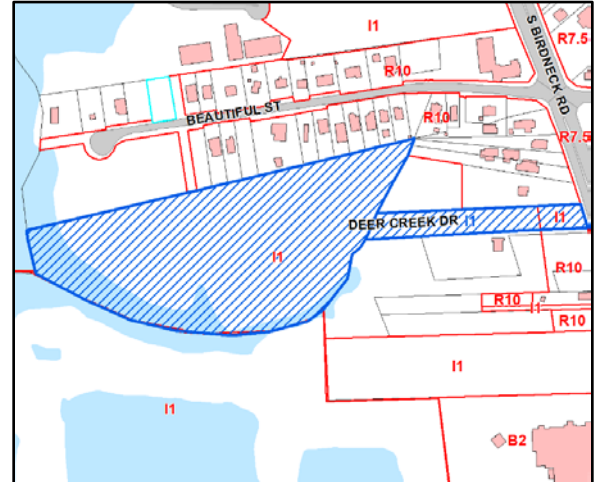 I1
R7.5
S BIRDNECK RD
R10
BEAUTIFUL ST
R10
R7.5
DEER CREEK DR
I1
I1
I1
R10
R10
I1
R10
I1
I1
B2